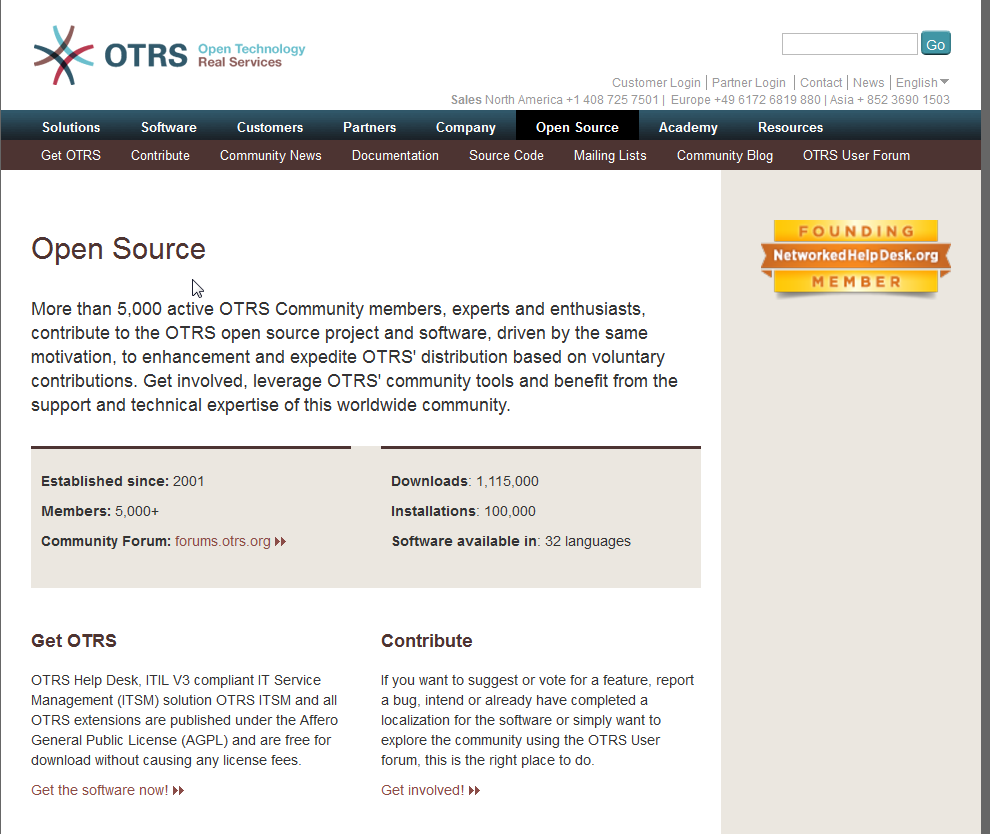 OTRS Open Technology
Real Services
Go
Customer Login | Partner Login | Contact | News | English
Sales North America +1 408 725 7501 | Europe +49 6172 6819 880 | Asia + 852 3690 1503
Solutions Software Customers Partners Company Open Source Academy Resources
Get OTRS Contribute Community News Documentation Source Code Mailing Lists Community Blog OTRS User Forum
FOUNDING
NetworkedHelpDesk.org
MEMBER
Open Source
More than 5,000 active OTRS Community members, experts and enthusiasts,
contribute to the OTRS open source project and software, driven by the same
motivation, to enhancement and expedite OTRS' distribution based on voluntary
contributions. Get involved, leverage OTRS' community tools and benefit from the
support and technical expertise of this worldwide community.
Established since: 2001
Members: 5,000+
Community Forum: forums.otrs.org
Downloads: 1,115,000
Installations: 100,000
Software available in: 32 languages
Get OTRS
OTRS Help Desk, ITIL V3 compliant IT Service
Management (ITSM) solution OTRS ITSM and all
OTRS extensions are published under the Affero
General Public License (AGPL) and are free for
download without causing any license fees.
Get the software now!
Contribute
If you want to suggest or vote for a feature, report
a bug, intend or already have completed a
localization for the software or simply want to
explore the community using the OTRS User
forum, this is the right place to do.
Get involved!